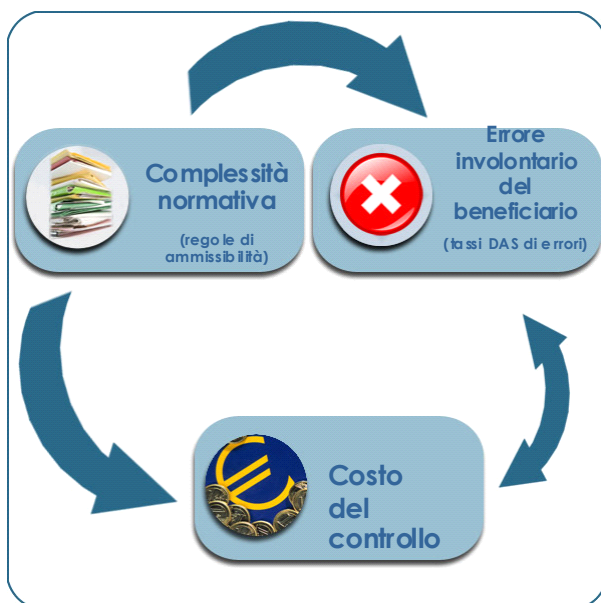 Complessità
normativa
(regole di
ammissibilità)
Errore
involontario
del
beneficiario
(tassi DAS di errori)
Costo
del
controllo